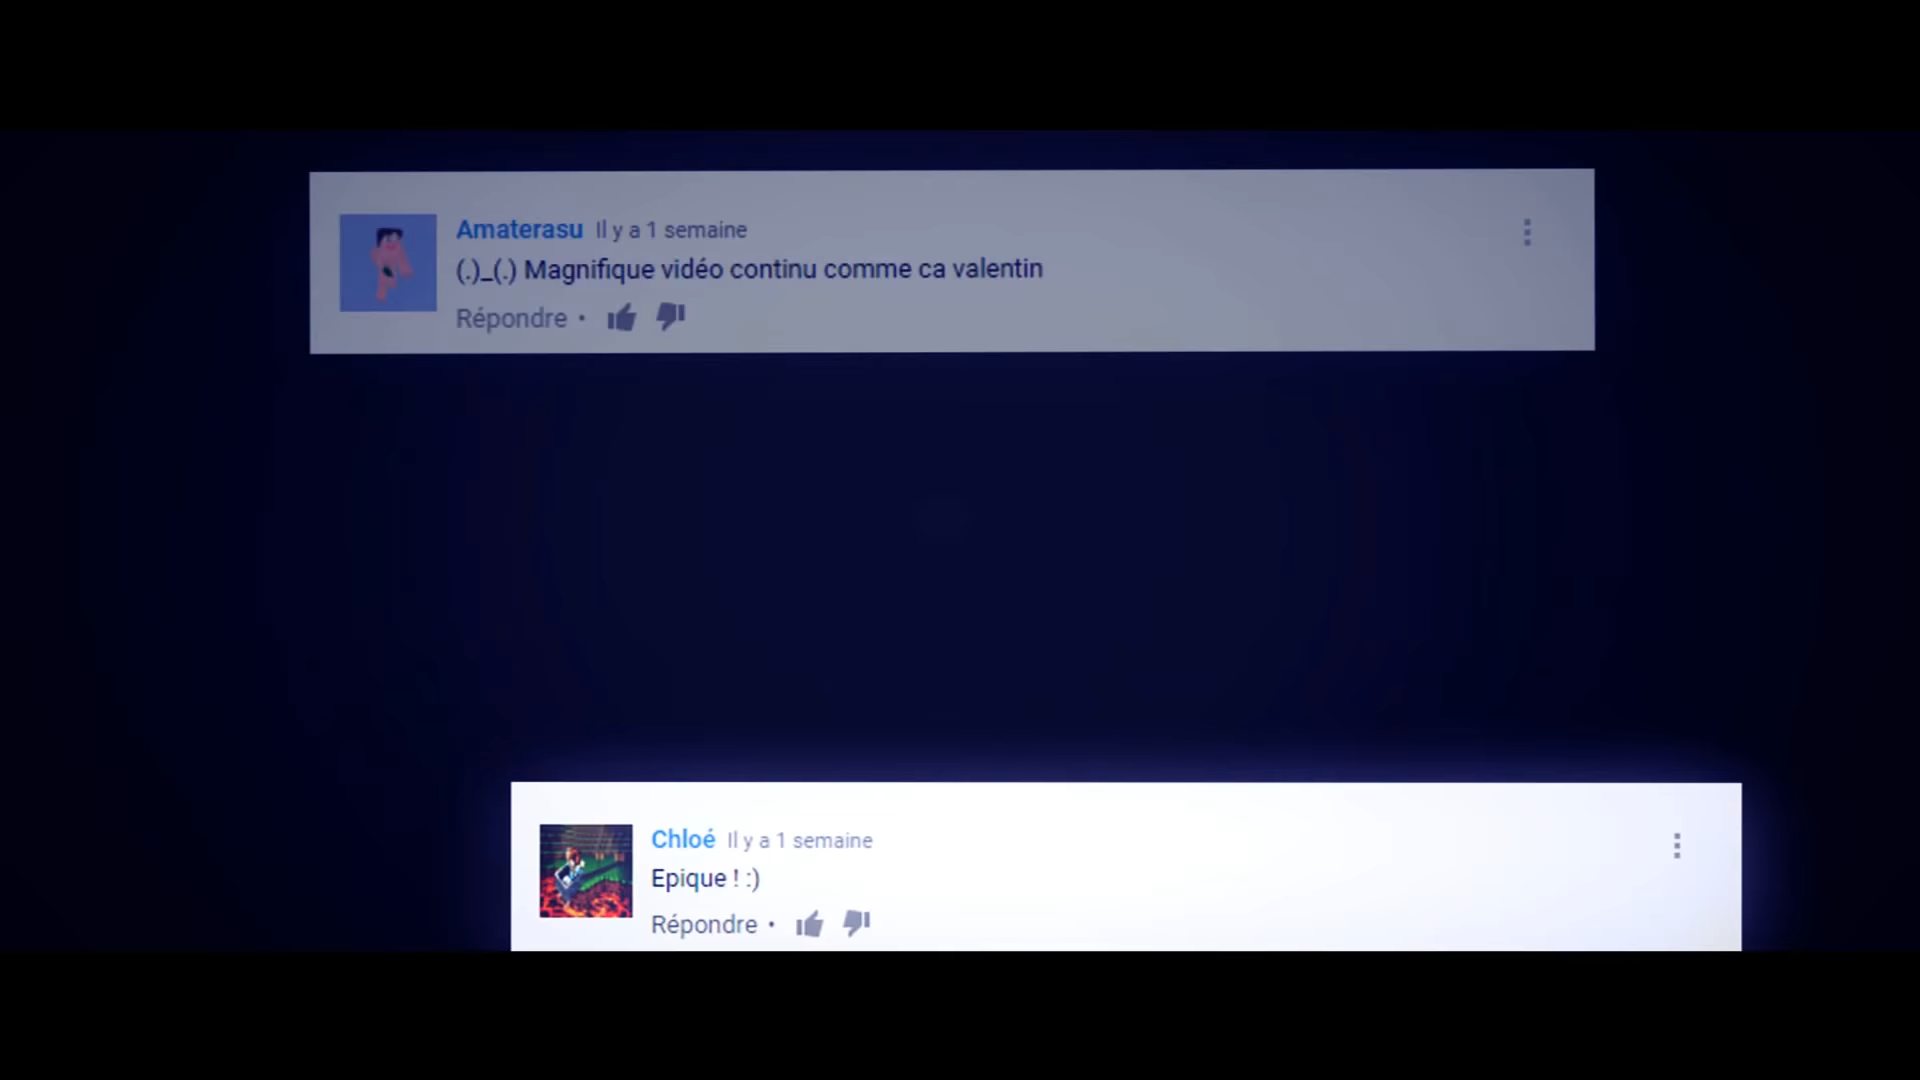 Amaterasu Il y a 1 semaine
(.)_(.) Magnifique vidéo continu comme ca valentin
Répondre •
Chloé Il y a 1 semaine
Epique ! :)
Répondre •